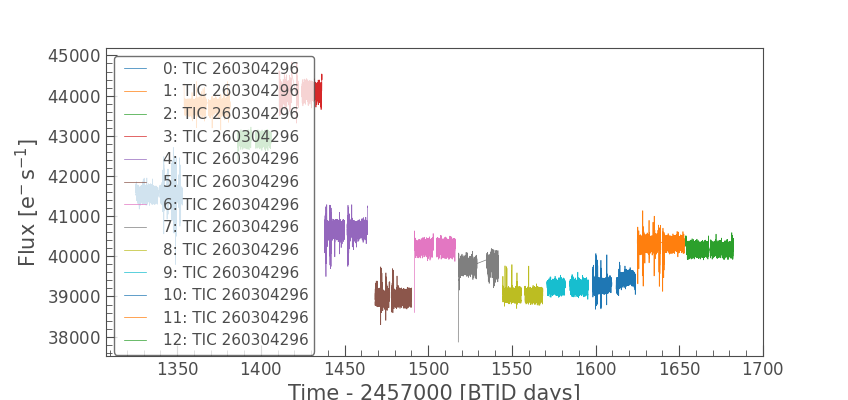 45000
44000
43000
42000
41000
40000
39000
38000
Flux [e⁻ s⁻¹]
0: TIC 260304296
1: TIC 260304296
2: TIC 260304296
3: TIC 260304296
4: TIC 260304296
5: TIC 260304296
6: TIC 260304296
7: TIC 260304296
8: TIC 260304296
9: TIC 260304296
10: TIC 260304296
11: TIC 260304296
12: TIC 260304296
1350 1400 1450 1500 1550 1600 1650 1700
Time - 2457000 [BTJD days]